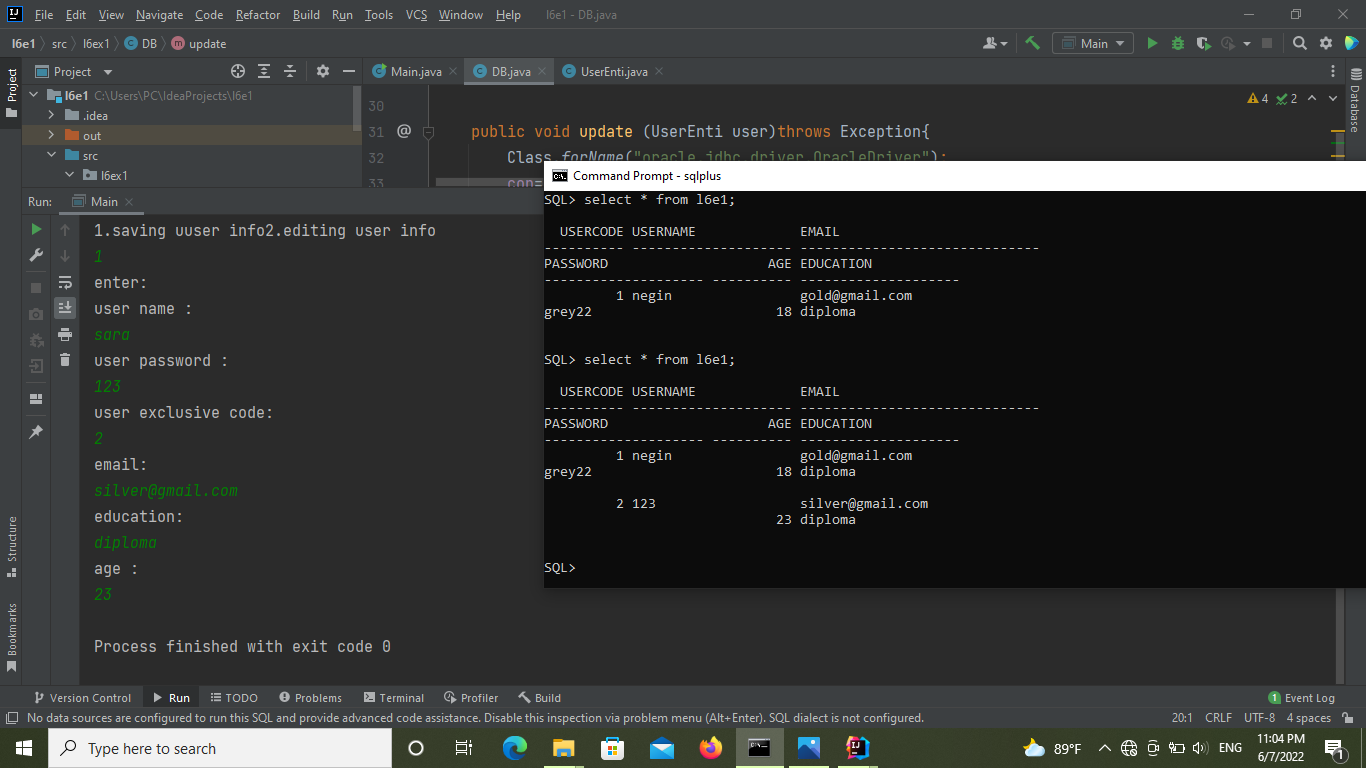 File Edit View Navigate Code Refactor Build Run Tools VCS Window Help l6e1 - DB.java
l6e1 src l6ex1 DB update Main
Project Main.java DB.java UserEnti.java
Project
l6e1 C:\Users\PC\IdeaProjects\l6e1
.idea
out
src
l6ex1
30
31 @ public void update (UserEnti user)throws Exception{
32 Class.forName("oracle.jdbc.driver.OracleDriver");
33 con=
4 2
Database
Run: Main
1.saving uuser info2.editing user info
1
enter:
user name :
sara
user password :
123
user exclusive code:
2
email:
silver@gmail.com
education:
diploma
age :
23
Process finished with exit code 0
Command Prompt - sqlplus
SQL> select * from l6e1;
USERCODE USERNAME EMAIL
---------- -------------------- ------------------------------
PASSWORD AGE EDUCATION
-------------------- ---------- --------------------
1 negin gold@gmail.com
grey22 18 diploma
SQL> select * from l6e1;
USERCODE USERNAME EMAIL
---------- -------------------- ------------------------------
PASSWORD AGE EDUCATION
-------------------- ---------- --------------------
1 negin gold@gmail.com
grey22 18 diploma
2 123 silver@gmail.com
23 diploma
SQL>
Structure
Bookmarks
Version Control Run TODO Problems Terminal Profiler Build 1 Event Log
No data sources are configured to run this SQL and provide advanced code assistance. Disable this inspection via problem menu (Alt+Enter). SQL dialect is not configured. 20:1 CRLF UTF-8 4 spaces
Type here to search 89°F ENG 11:04 PM
6/7/2022 1